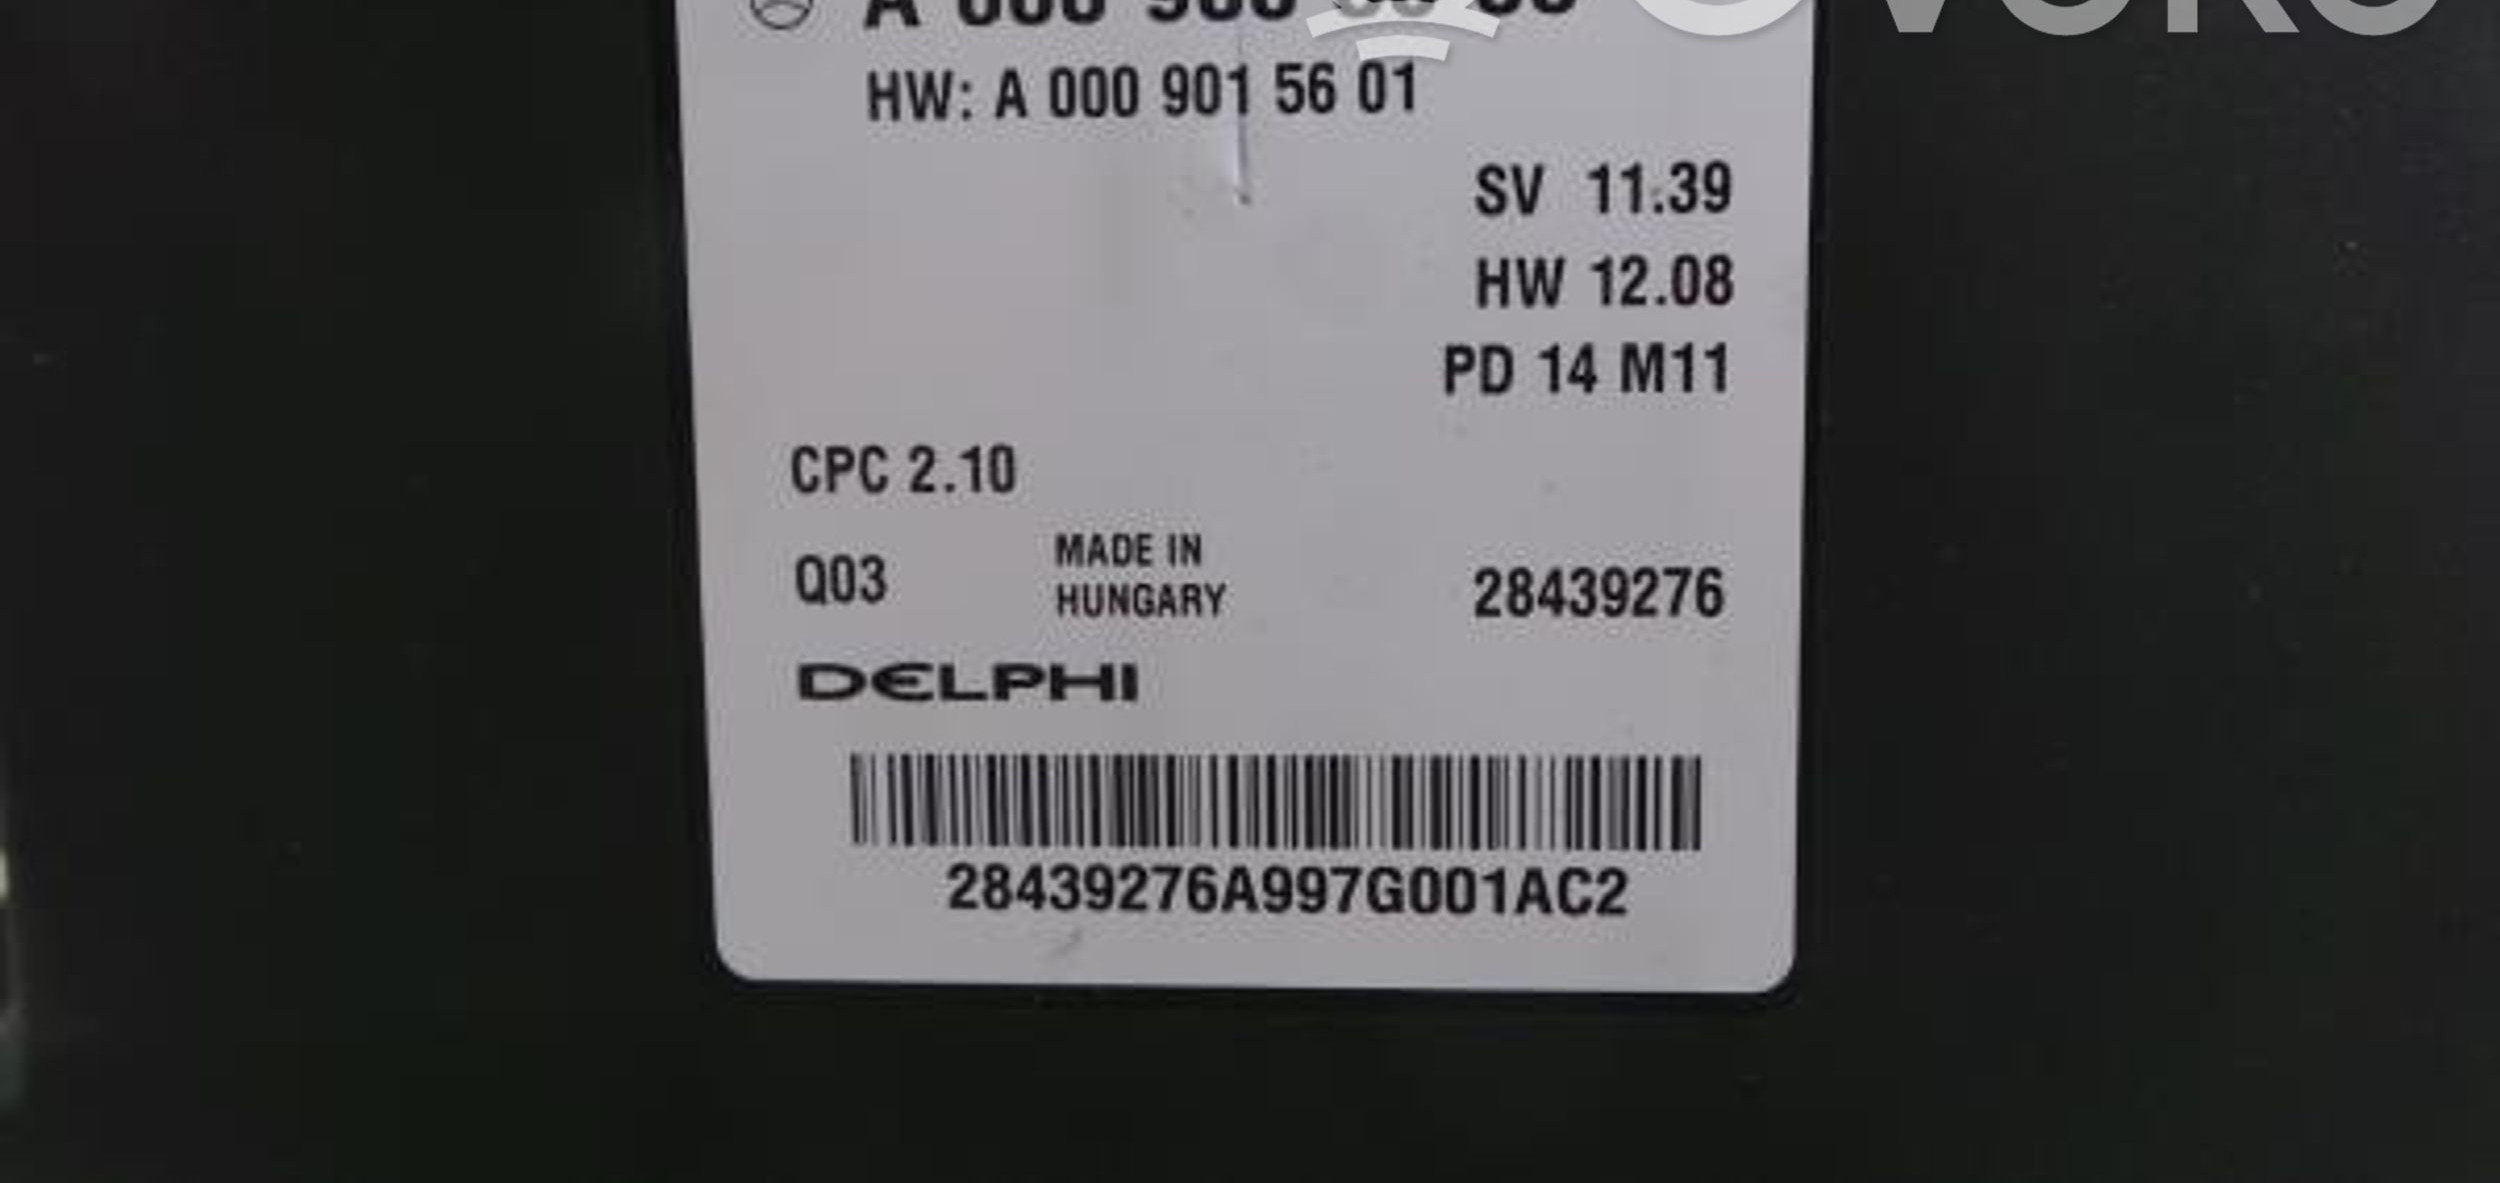 HW: A 000 901 56 01
SV 11.39
HW 12.08
PD 14 M11
CPC 2.10
Q03
MADE IN
HUNGARY
28439276
DELPHI
28439276A997G001AC2